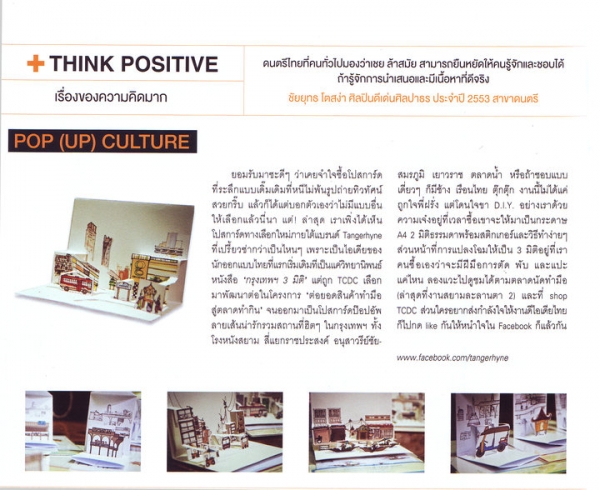 + THINK POSITIVE
เรื่องของความคิดมาก
ดนตรีไทยที่คนทั่วไปมองว่าเชย ล้าสมัย สามารถยืนหยัดให้คนรู้จักและชอบได้
ถ้ารู้จักการนำเสนอและมีเนื้อหาที่ดีจริง
ชัยยุทธ โตสง่า ศิลปินดีเด่นศิลปาธร ประจำปี 2553 สาขาดนตรี
POP (UP) CULTURE
ยอมรับมาซะดีๆ ว่าเคยจำใจซื้อโปสการ์ด
ที่ระลึกแบบเดิมเดิมที่หนีไม่พ้นรูปถ่ายทิวทัศน์
สวยกริ๊บ แล้วก็ได้แต่บอกตัวเองว่าไม่มีแบบอื่น
ให้เลือกแล้วนี่นา แต่! ล่าสุด เราเพิ่งได้เห็น
โปสการ์ดทางเลือกใหม่ภายใต้แบรนด์ Tangerhyne
ที่เปรี้ยวซ่ากว่าเป็นไหนๆ เพราะเป็นไอเดียของ
นักออกแบบไทยที่แรกเริ่มเดิมทีเป็นแค่วิทยานิพนธ์
หนังสือ "กรุงเทพฯ 3 มิติ" แต่ถูก TCDC เลือก
มาพัฒนาต่อในโครงการ "ต่อยอดสินค้าทำมือ
สู่ตลาดทำกิน" จนออกมาเป็นโปสการ์ดป๊อปอัพ
ลายเส้นน่ารักรวมสถานที่ฮิตๆ ในกรุงเทพฯ ทั้ง
โรงหนังสยาม สี่แยกราชประสงค์ อนุสาวรีย์ชัย-
สมรภูมิ เยาวราช ตลาดน้ำ หรือถ้าชอบแบบ
เดี่ยวๆ ก็มีช้าง เรือนไทย ตุ๊กตุ๊ก งานนี้ไม่ได้แค่
ถูกใจพี่ฝรั่ง แต่โดนใจขา D.I.Y. อย่างเราด้วย
ความเจ๋งอยู่ที่เวลาซื้อเขาจะให้มาเป็นกระดาษ
A4 2 มิติธรรมดาพร้อมสติกเกอร์และวิธีทำง่ายๆ
ส่วนหน้าที่การแปลงโฉมให้เป็น 3 มิติอยู่ที่เรา
คนซื้อเองว่าจะมีฝีมือการตัด พับ และแปะ
แค่ไหน ลองแวะไปดูชมได้ตามตลาดนัดทำมือ
(ล่าสุดที่งานสยามละลานตา 2) และที่ shop
TCDC ส่วนใครอยากส่งกำลังใจให้งานดีไอเดียไทย
ก็ไปกด like กันให้หนำใจใน Facebook ก็แล้วกัน
www.facebook.com/tangerhyne